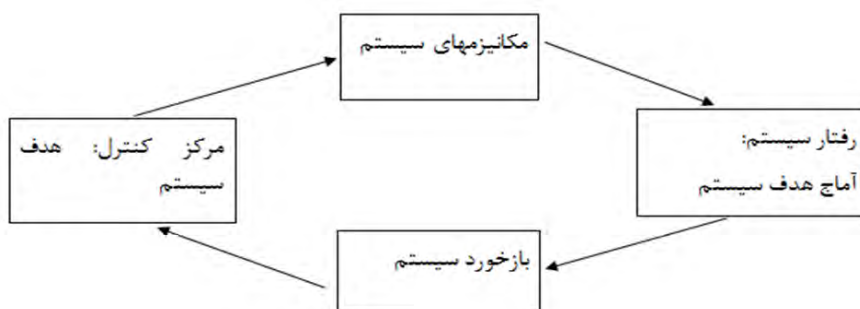 مکانیزمهای سیستم
رفتار سیستم:
آماج هدف سیستم
مرکز کنترل: هدف
سیستم
بازخورد سیستم